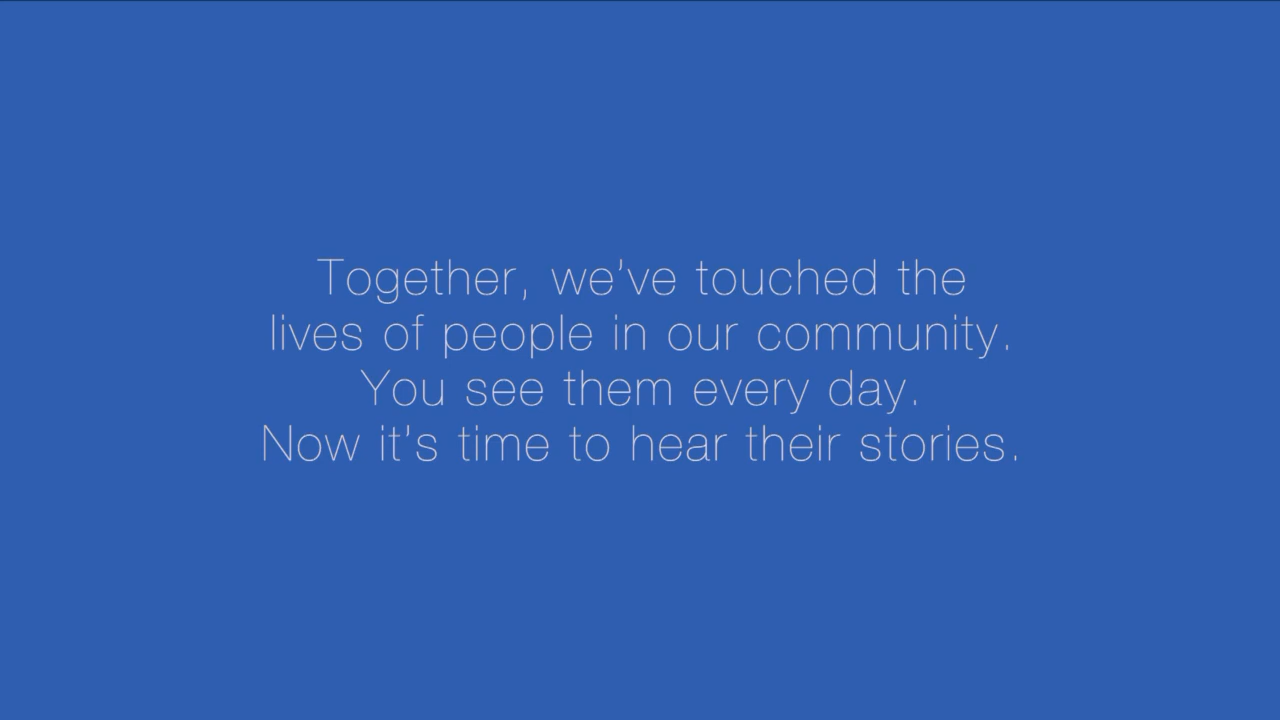 Together, we've touched the
lives of people in our community.
You see them every day.
Now it's time to hear their stories.